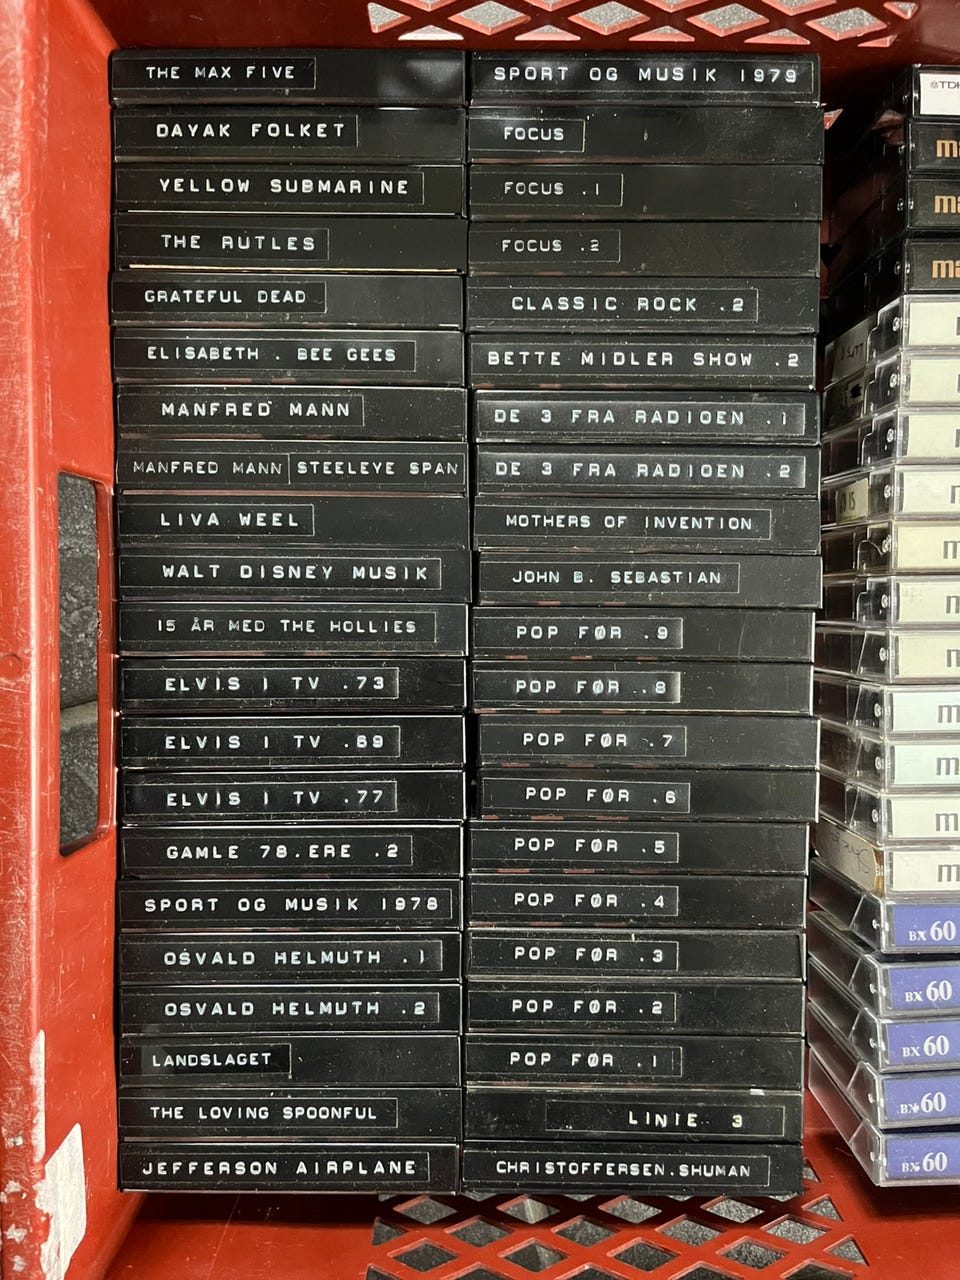 THE MAX FIVE
DAYAK FOLKET
YELLOW SUBMARINE
THE RUTLES
GRATEFUL DEAD
ELISABETH . BEE GEES
MANFRED MANN
MANFRED MANN STEELEYE SPAN
LIVA WEEL
WALT DISNEY MUSIK
15 ÅR MED THE HOLLIES
ELVIS I TV .73
ELVIS I TV .69
ELVIS I TV .77
GAMLE 78.ERE .2
SPORT OG MUSIK 1978
OSVALD HELMUTH .1
OSVALD HELMUTH .2
LANDSLAGET
THE LOVING SPOONFUL
JEFFERSON AIRPLANE
SPORT OG MUSIK 1979
FOCUS
FOCUS .1
FOCUS .2
CLASSIC ROCK .2
BETTE MIDLER SHOW .2
DE 3 FRA RADIOEN .1
DE 3 FRA RADIOEN .2
MOTHERS OF INVENTION
JOHN B. SEBASTIAN
POP FØR .9
POP FØR .8
POP FØR .7
POP FØR .6
POP FØR .5
POP FØR .4
POP FØR .3
POP FØR .2
POP FØR .1
LINIE 3
CHRISTOFFERSEN.SHUMAN
TDK
BX 60
BX 60
BX 60
BX 60
BX 60